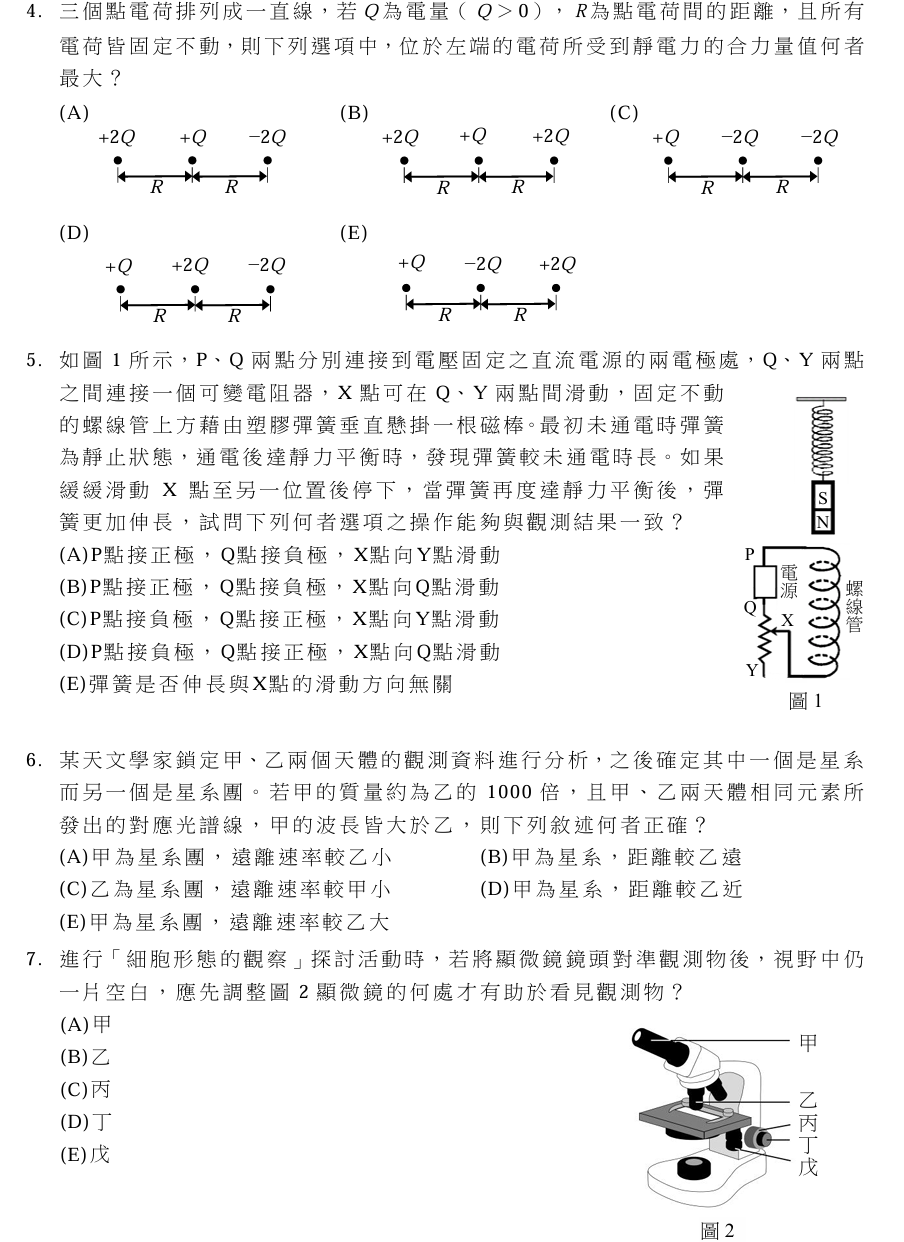 4. 三個點電荷排列成一直線，若 Q為電量（ Q＞0）， R為點電荷間的距離，且所有
電荷皆固定不動，則下列選項中，位於左端的電荷所受到靜電力的合力量值何者
最大？
(A) (B) (C)
+2Q +Q −2Q +2Q +Q +2Q +Q −2Q −2Q
R R R R R R
(D) (E)
+Q +2Q −2Q +Q −2Q +2Q
R R R R
5. 如圖 1 所示，P、Q 兩點分別連接到電壓固定之直流電源的兩電極處，Q、Y 兩點
之間連接一個可變電阻器，X 點可在 Q、Y 兩點間滑動，固定不動
的螺線管上方藉由塑膠彈簧垂直懸掛一根磁棒。最初未通電時彈簧
為靜止狀態，通電後達靜力平衡時，發現彈簧較未通電時長。如果
緩緩滑動 X 點至另一位置後停下，當彈簧再度達靜力平衡後，彈
簧更加伸長，試問下列何者選項之操作能夠與觀測結果一致？
(A)P點接正極，Q點接負極，X點向Y點滑動
(B)P點接正極，Q點接負極，X點向Q點滑動
(C)P點接負極，Q點接正極，X點向Y點滑動
(D)P點接負極，Q點接正極，X點向Q點滑動
(E)彈簧是否伸長與X點的滑動方向無關
S
N
P
電源
Q
X
Y
螺線管
圖 1
6. 某天文學家鎖定甲、乙兩個天體的觀測資料進行分析，之後確定其中一個是星系
而另一個是星系團。若甲的質量約為乙的 1000 倍，且甲、乙兩天體相同元素所
發出的對應光譜線，甲的波長皆大於乙，則下列敘述何者正確？
(A)甲為星系團，遠離速率較乙小 (B)甲為星系，距離較乙遠
(C)乙為星系團，遠離速率較甲小 (D)甲為星系，距離較乙近
(E)甲為星系團，遠離速率較乙大
7. 進行「細胞形態的觀察」探討活動時，若將顯微鏡鏡頭對準觀測物後，視野中仍
一片空白，應先調整圖 2 顯微鏡的何處才有助於看見觀測物？
(A)甲
(B)乙
(C)丙
(D)丁
(E)戊
甲
乙
丙
丁
戊
圖 2